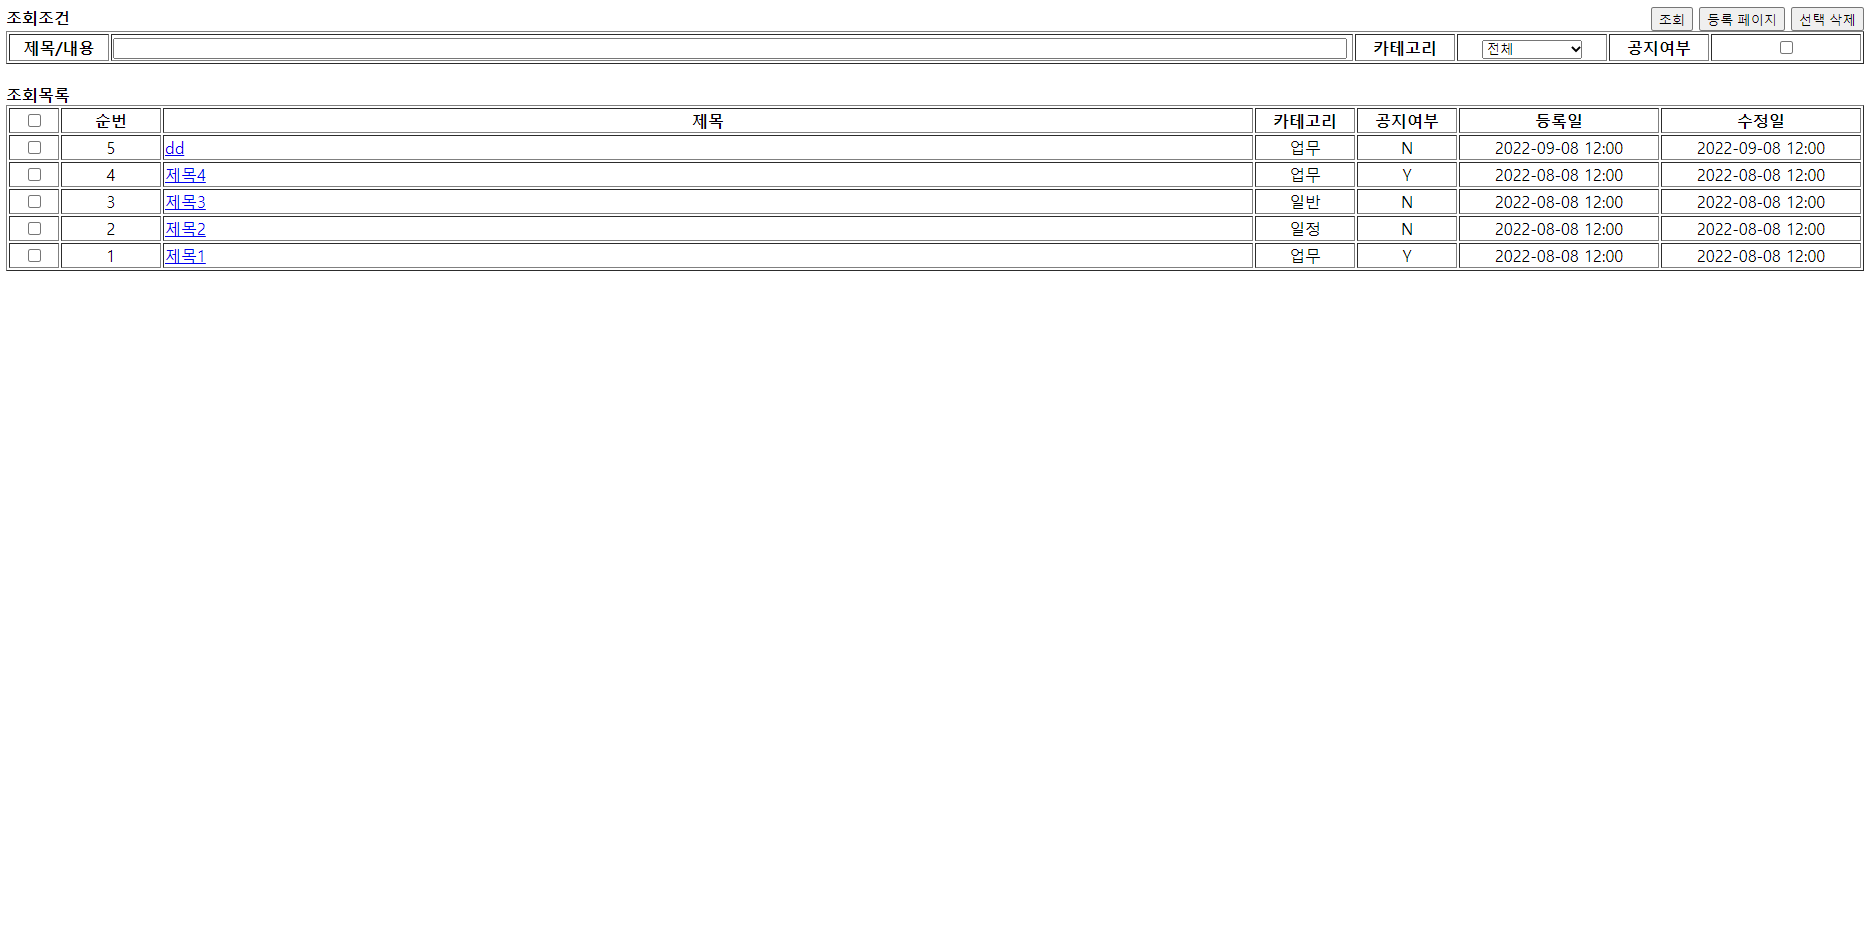 조회조건 조회 등록 페이지 선택 삭제
제목/내용 카테고리 전체 공지여부
조회목록
순번 제목 카테고리 공지여부 등록일 수정일
5 dd 업무 N 2022-09-08 12:00 2022-09-08 12:00
4 제목4 업무 Y 2022-08-08 12:00 2022-08-08 12:00
3 제목3 일반 N 2022-08-08 12:00 2022-08-08 12:00
2 제목2 일정 N 2022-08-08 12:00 2022-08-08 12:00
1 제목1 업무 Y 2022-08-08 12:00 2022-08-08 12:00